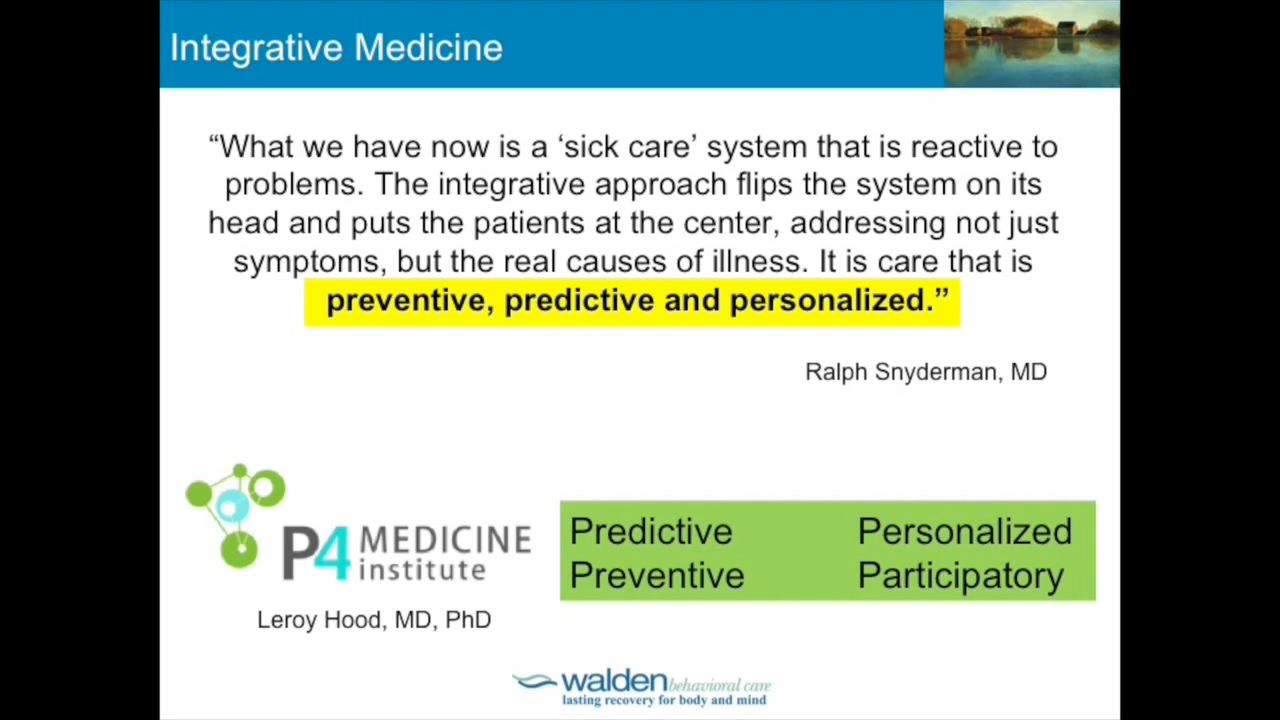 Integrative Medicine
“What we have now is a ‘sick care’ system that is reactive to
problems. The integrative approach flips the system on its
head and puts the patients at the center, addressing not just
symptoms, but the real causes of illness. It is care that is
preventive, predictive and personalized.”
Ralph Snyderman, MD
P4 MEDICINE
institute
Leroy Hood, MD, PhD
Predictive Personalized
Preventive Participatory
walden behavioral care
lasting recovery for body and mind